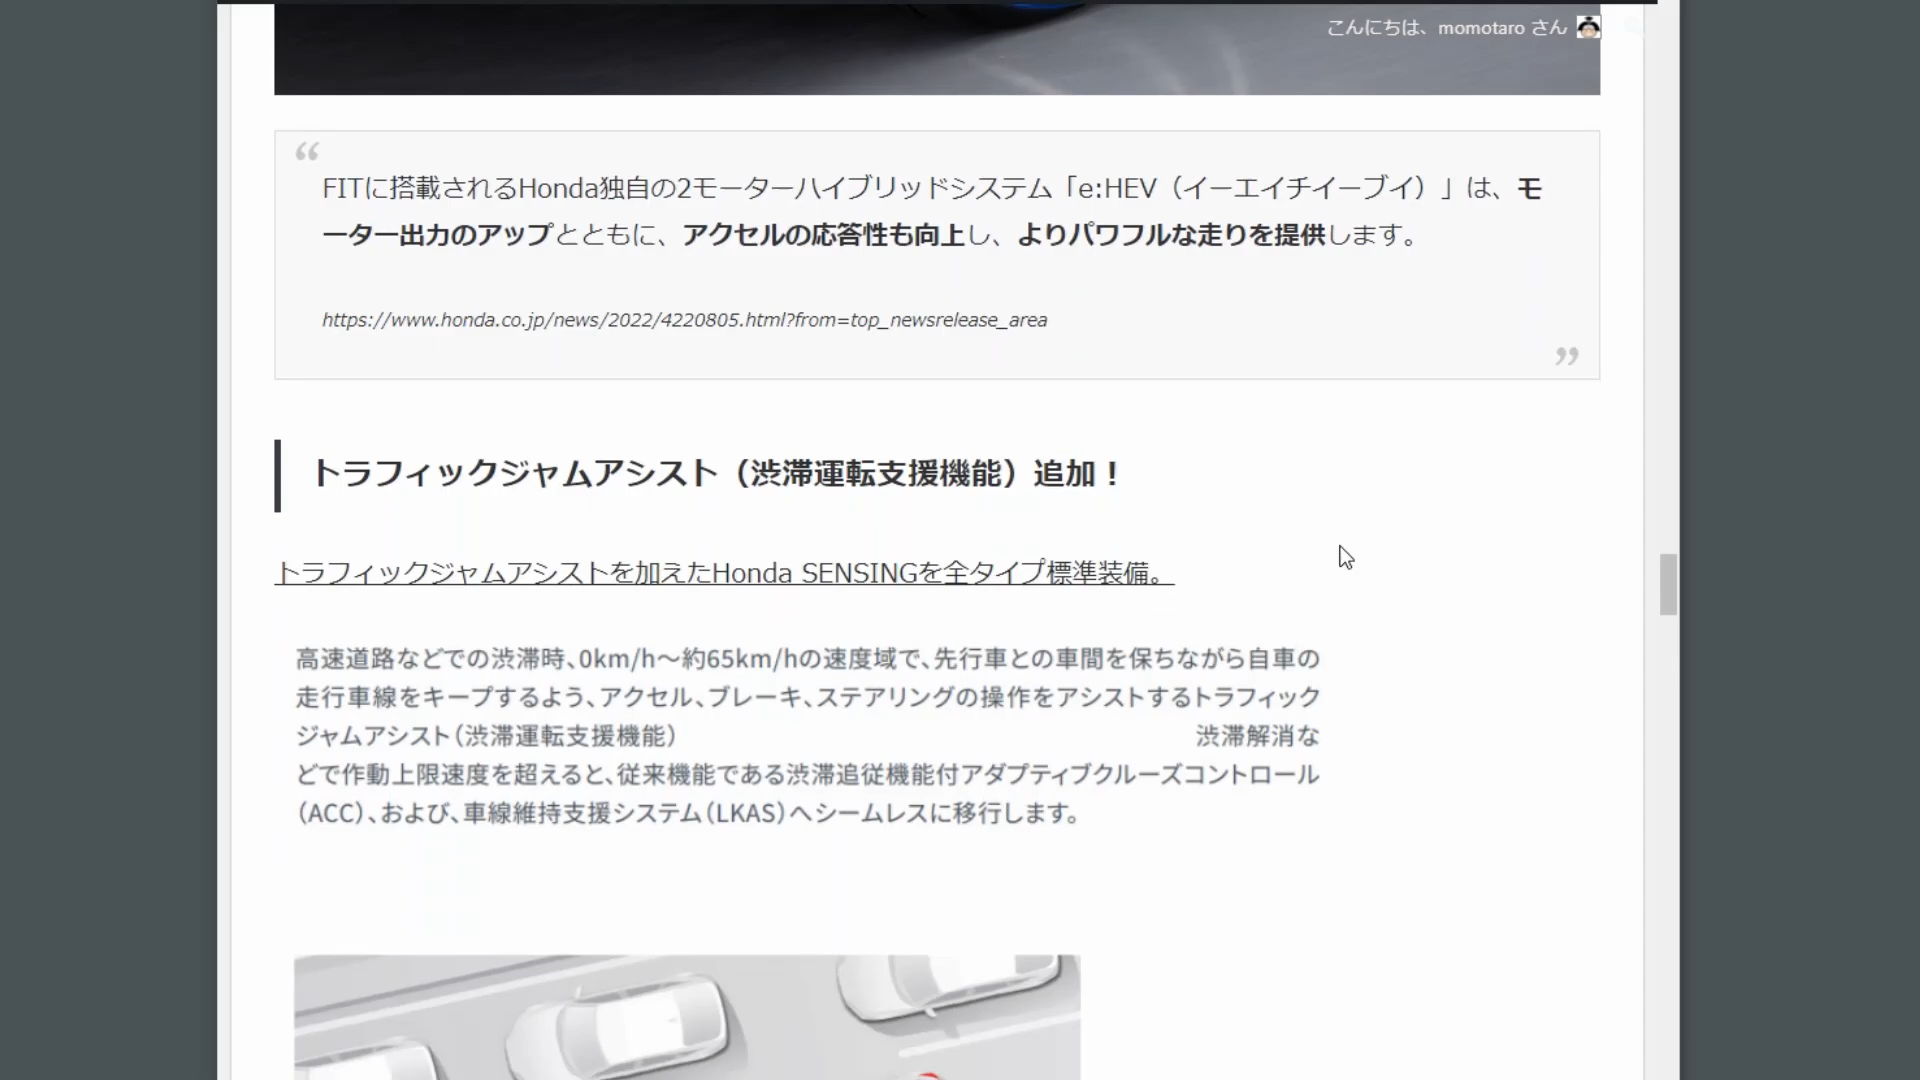 こんにちは、momotaro さん
“
FITに搭載されるHonda独自の2モーターハイブリッドシステム「e:HEV（イーエイチイーブイ）」は、モ
ーター出力のアップとともに、アクセルの応答性も向上し、よりパワフルな走りを提供します。
https://www.honda.co.jp/news/2022/4220805.html?from=top_newsrelease_area
”
トラフィックジャムアシスト（渋滞運転支援機能）追加！
トラフィックジャムアシストを加えたHonda SENSINGを全タイプ標準装備。
高速道路などでの渋滞時、0km/h～約65km/hの速度域で、先行車との車間を保ちながら自車の
走行車線をキープするよう、アクセル、ブレーキ、ステアリングの操作をアシストするトラフィック
ジャムアシスト（渋滞運転支援機能） 渋滞解消な
どで作動上限速度を超えると、従来機能である渋滞追従機能付アダプティブクルーズコントロール
（ACC）、および、車線維持支援システム（LKAS）へシームレスに移行します。